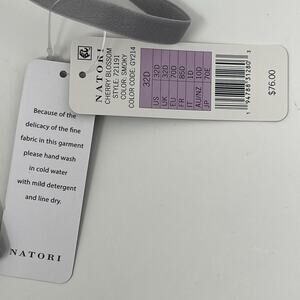 NATORI
CHERRY BLOSSOM
STYLE: 721191
COLOR: SMOKY
COLOR CODE: GY214
32D
US 32D
UK 32D
EU 70D
FR 85D
IT 1D
AU/NZ 10D
JP 70E
$76.00
Because of the
delicacy of the fine
fabric in this garment
please hand wash
in cold water
with mild detergent
and line dry.
NATORI